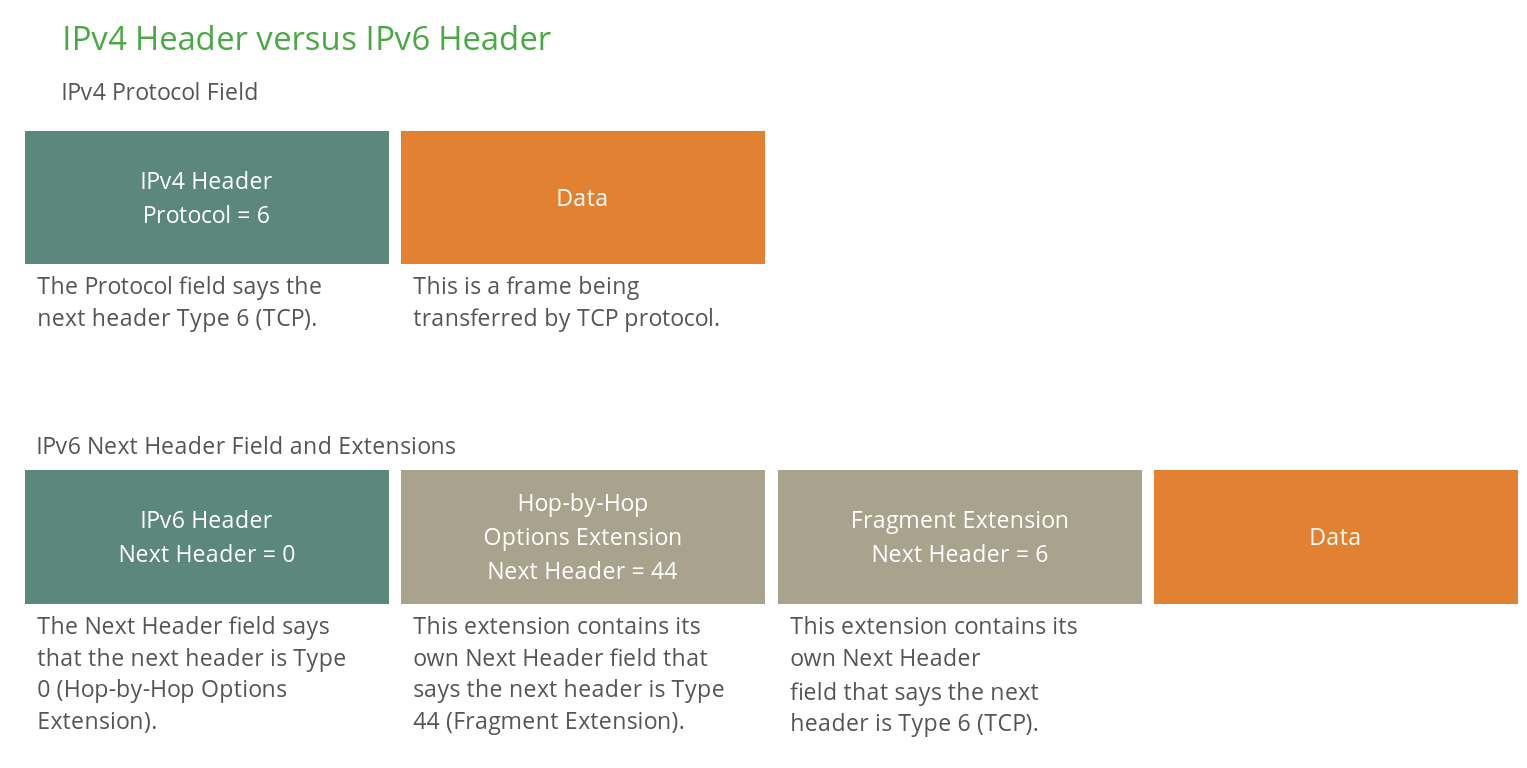 IPv4 Header versus IPv6 Header
IPv4 Protocol Field
IPv4 Header
Protocol = 6
Data
The Protocol field says the
next header Type 6 (TCP).
This is a frame being
transferred by TCP protocol.
IPv6 Next Header Field and Extensions
IPv6 Header
Next Header = 0
Hop-by-Hop
Options Extension
Next Header = 44
Fragment Extension
Next Header = 6
Data
The Next Header field says
that the next header is Type
0 (Hop-by-Hop Options
Extension).
This extension contains its
own Next Header field that
says the next header is Type
44 (Fragment Extension).
This extension contains its
own Next Header
field that says the next
header is Type 6 (TCP).